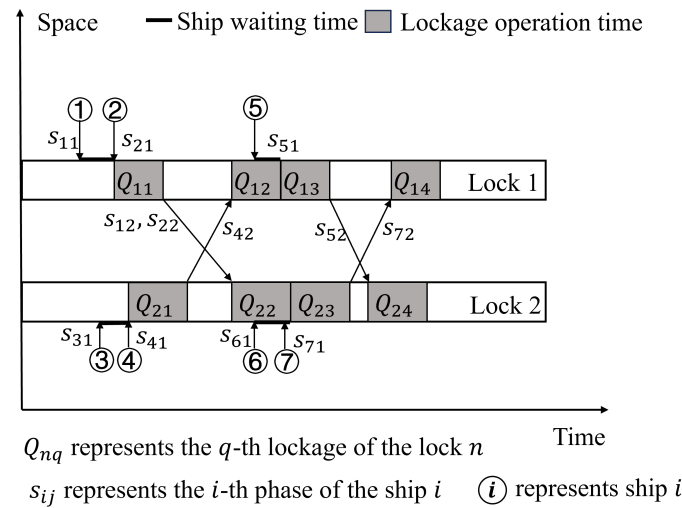 Space
Ship waiting time
Lockage operation time
① ② ⑤
s₁₁ s₂₁ s₅₁
Q₁₁ Q₁₂ Q₁₃ Q₁₄ Lock 1
s₁₂, s₂₂ s₄₂ s₅₂ s₇₂
Q₂₁ Q₂₂ Q₂₃ Q₂₄ Lock 2
s₃₁ s₄₁ s₆₁ s₇₁
③ ④ ⑥ ⑦
Time
Qₙq represents the q-th lockage of the lock n
sᵢⱼ represents the i-th phase of the ship i
ⓘ represents ship i